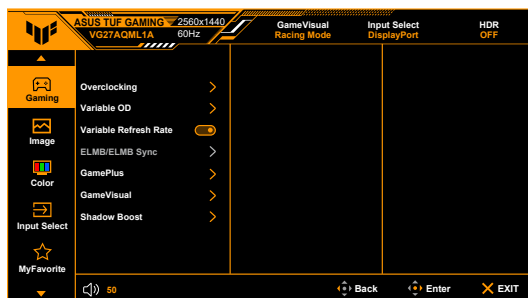 ASUS TUF GAMING 2560x1440
VG27AQML1A 60Hz
GameVisual
Racing Mode
Input Select
DisplayPort
HDR
OFF
Gaming
Image
Color
Input Select
MyFavorite
Overclocking
Variable OD
Variable Refresh Rate
ELMB/ELMB Sync
GamePlus
GameVisual
Shadow Boost
50
Back
Enter
EXIT